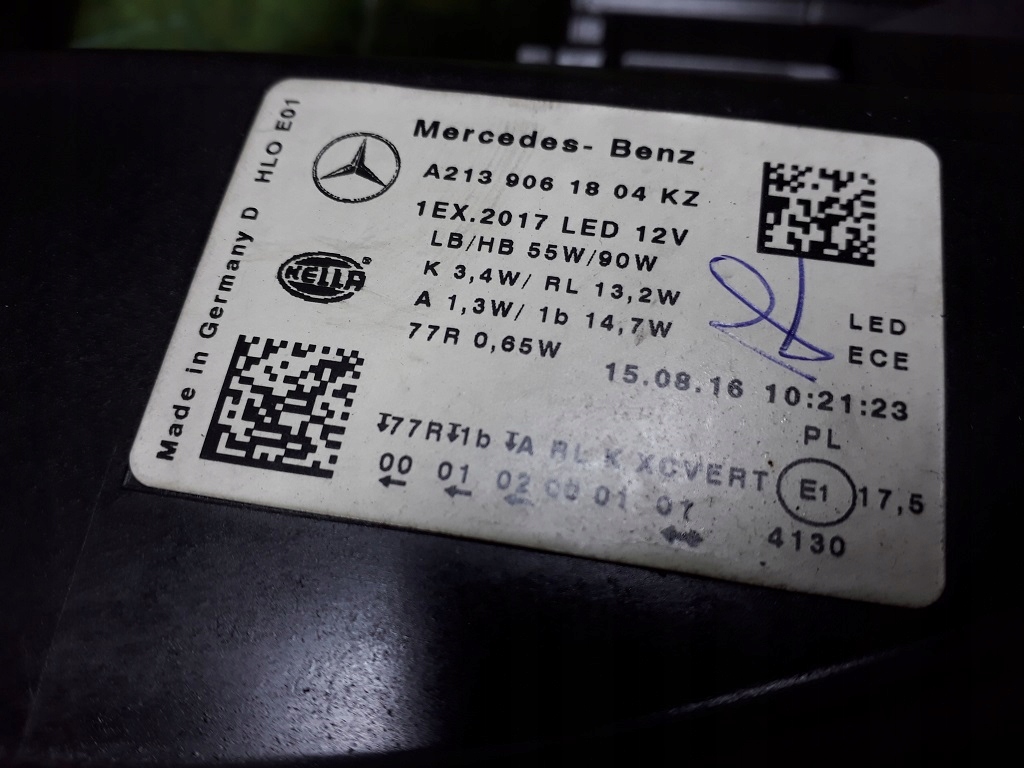 Mercedes- Benz
A213 906 18 04 KZ
1EX.2017 LED 12V
LB/HB 55W/90W
K 3,4W/ RL 13,2W
A 1,3W/ 1b 14,7W
77R 0,65W
HELLA®
Made in Germany D HLO E01
LED
ECE
15.08.16 10:21:23
PL
77R 1b A RL K XCVERT
E1 17,5
00 01 02 00 01 07
4130